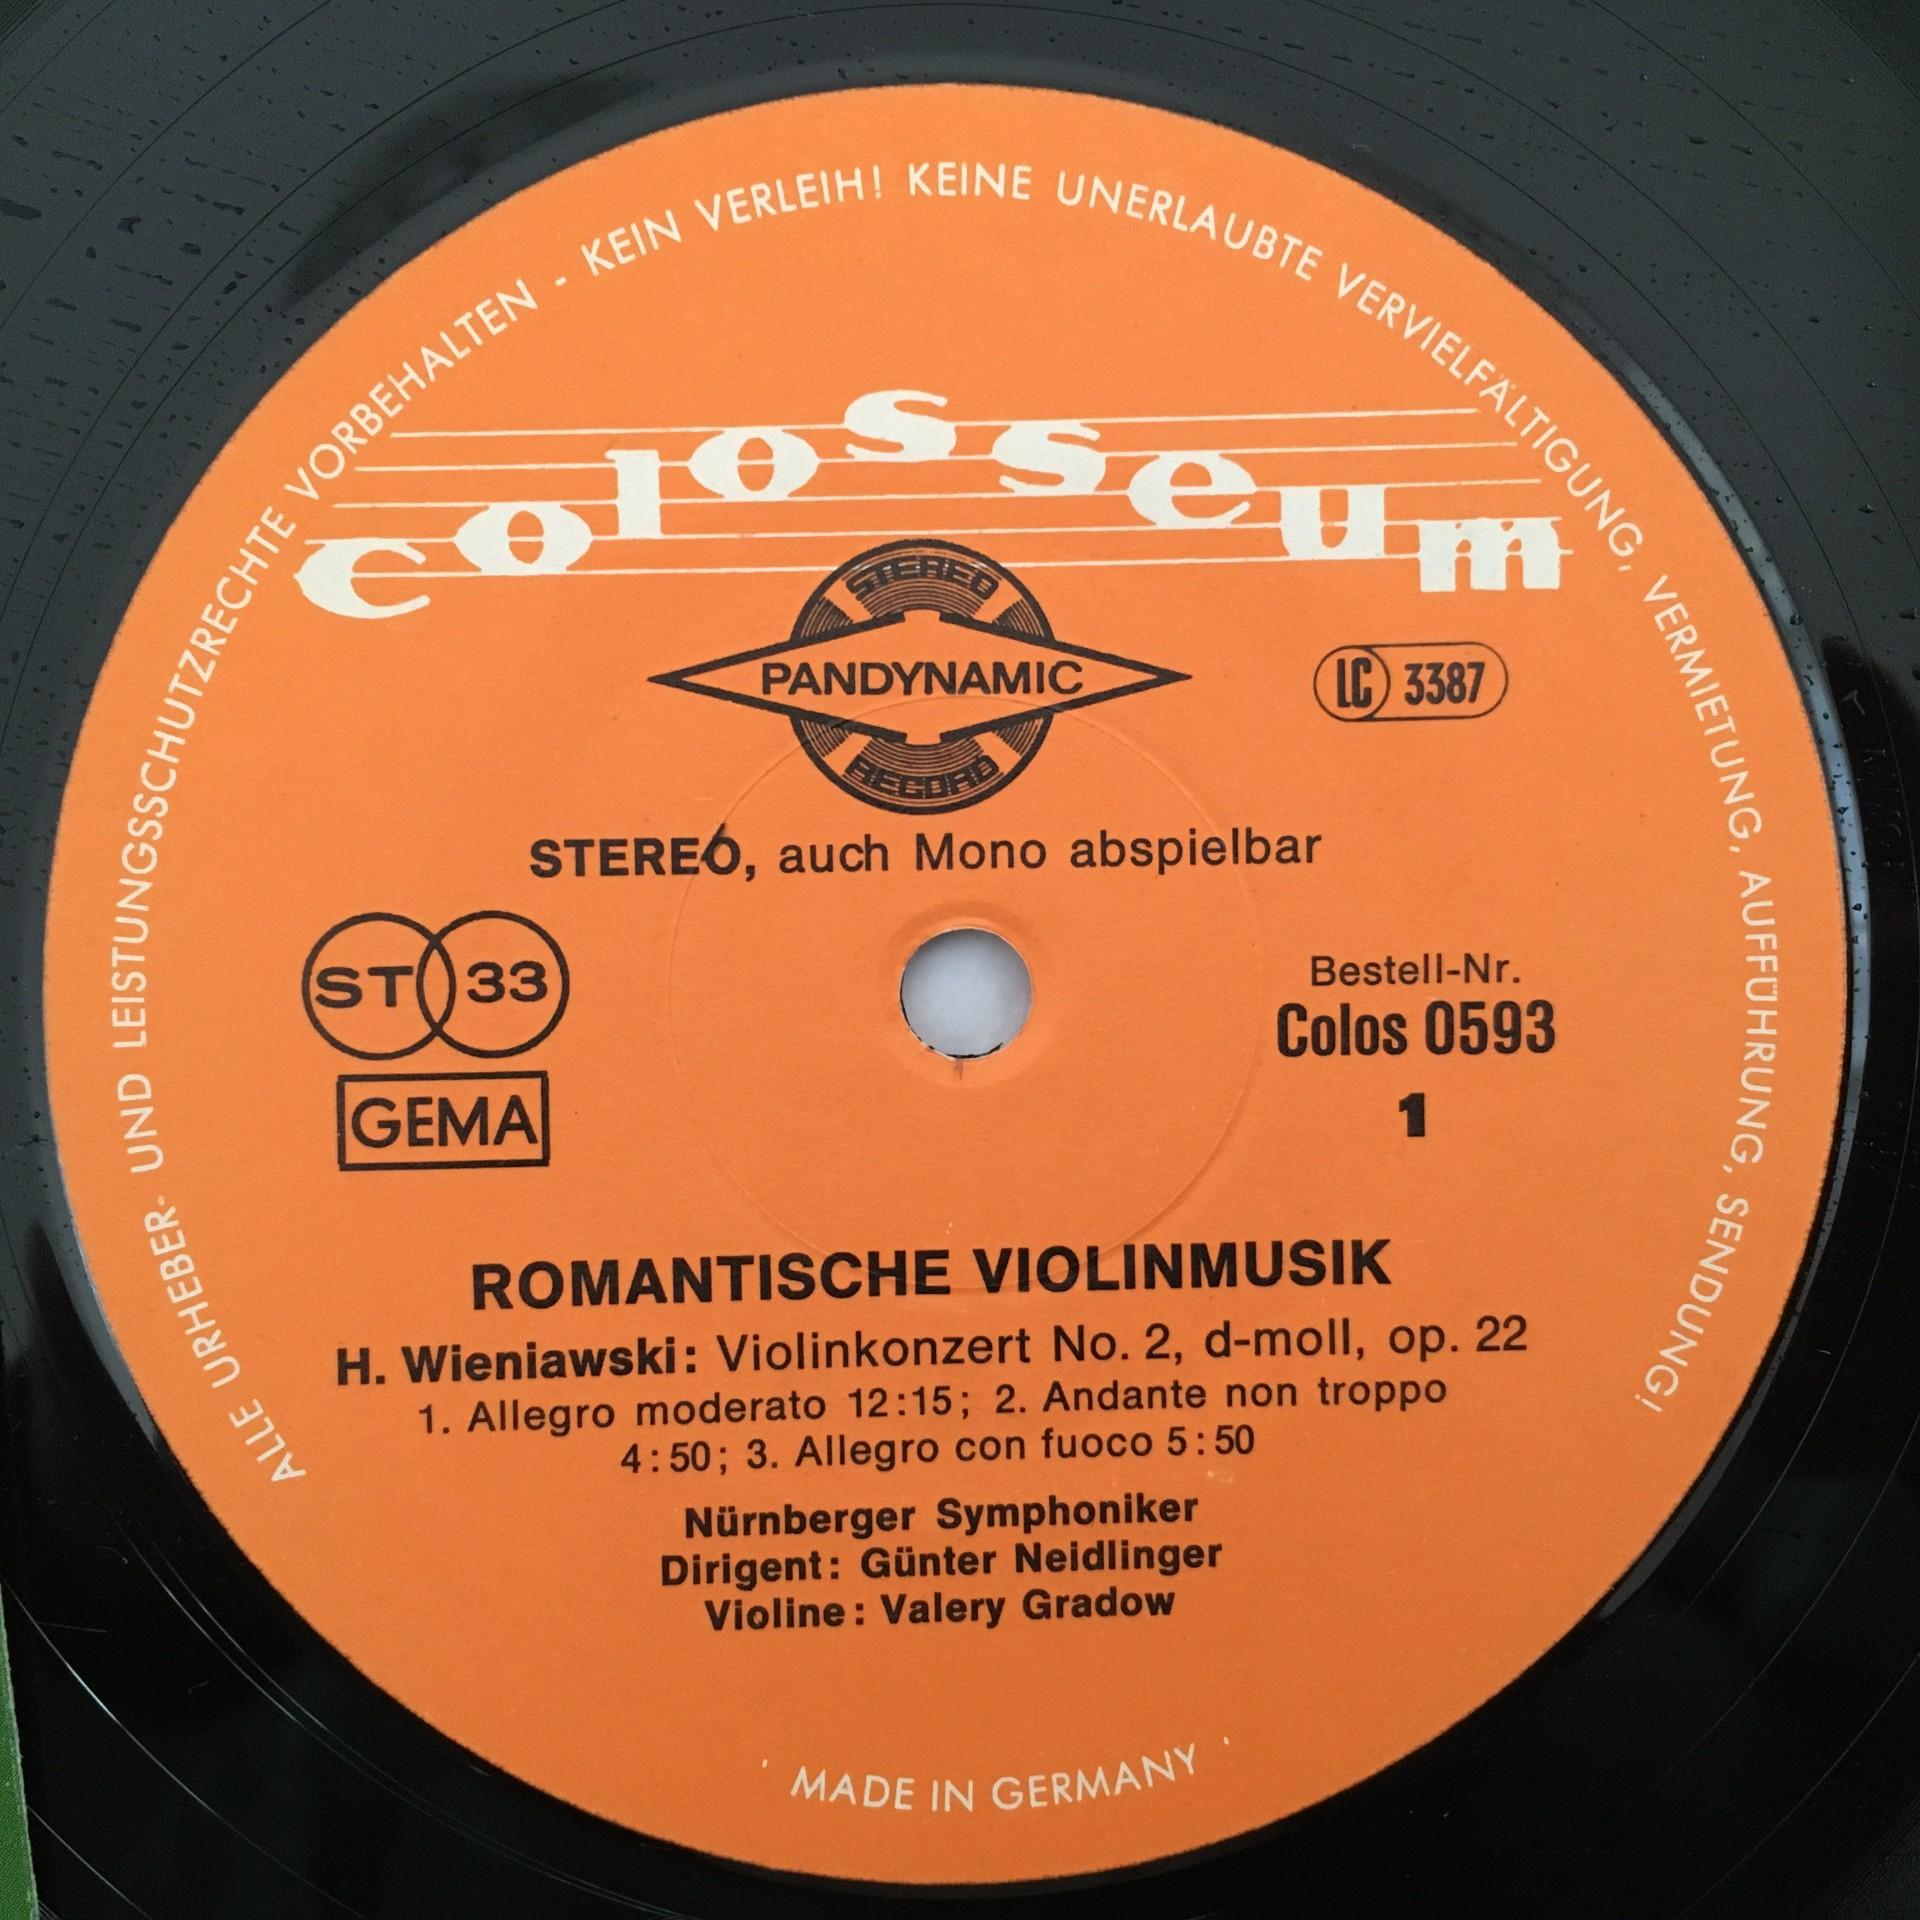 ALLE URHEBER- UND LEISTUNGSSCHUTZRECHTE VORBEHALTEN - KEIN VERLEIH! KEINE UNERLAUBTE VERVIELFÄLTIGUNG, VERMIETUNG, AUFFÜHRUNG, SENDUNG!
Colosseum
STEREO
PANDYNAMIC
RECORD
LC 3387
STEREO, auch Mono abspielbar
ST 33
GEMA
Bestell-Nr.
Colos 0593
1
ROMANTISCHE VIOLINMUSIK
H. Wieniawski: Violinkonzert No. 2, d-moll, op. 22
1. Allegro moderato 12:15; 2. Andante non troppo
4:50; 3. Allegro con fuoco 5:50
Nürnberger Symphoniker
Dirigent: Günter Neidlinger
Violine: Valery Gradow
' MADE IN GERMANY '